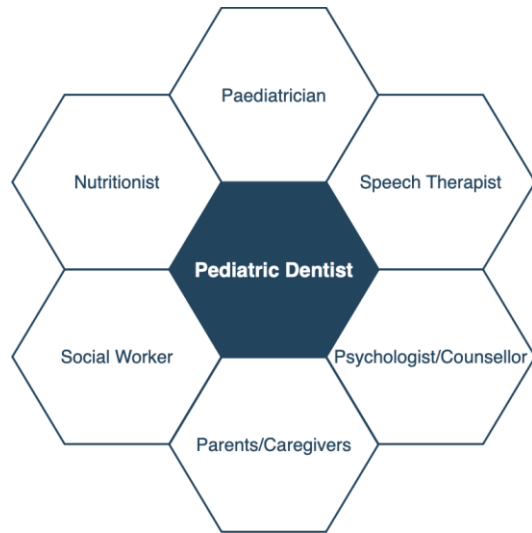 Paediatrician
Nutritionist
Speech Therapist
Pediatric Dentist
Social Worker
Psychologist/Counsellor
Parents/Caregivers